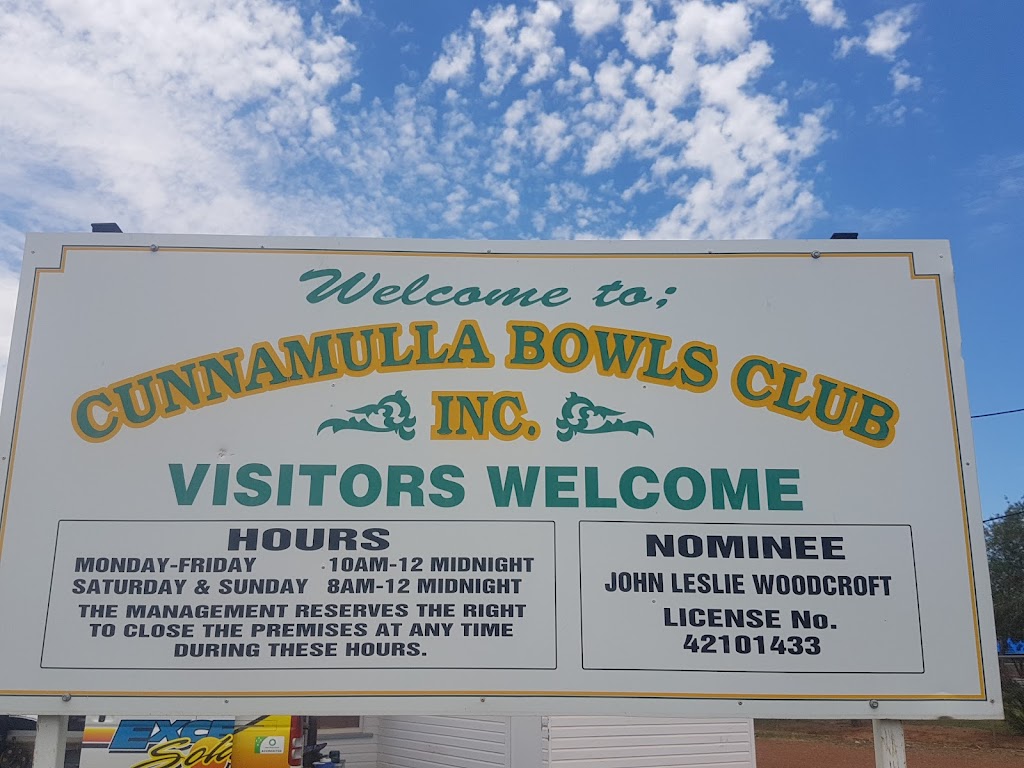 Welcome to;
CUNNAMULLA BOWLS CLUB
INC.
VISITORS WELCOME
HOURS
MONDAY-FRIDAY 10AM-12 MIDNIGHT
SATURDAY & SUNDAY 8AM-12 MIDNIGHT
THE MANAGEMENT RESERVES THE RIGHT
TO CLOSE THE PREMISES AT ANY TIME
DURING THESE HOURS.
NOMINEE
JOHN LESLIE WOODCROFT
LICENSE No.
42101433